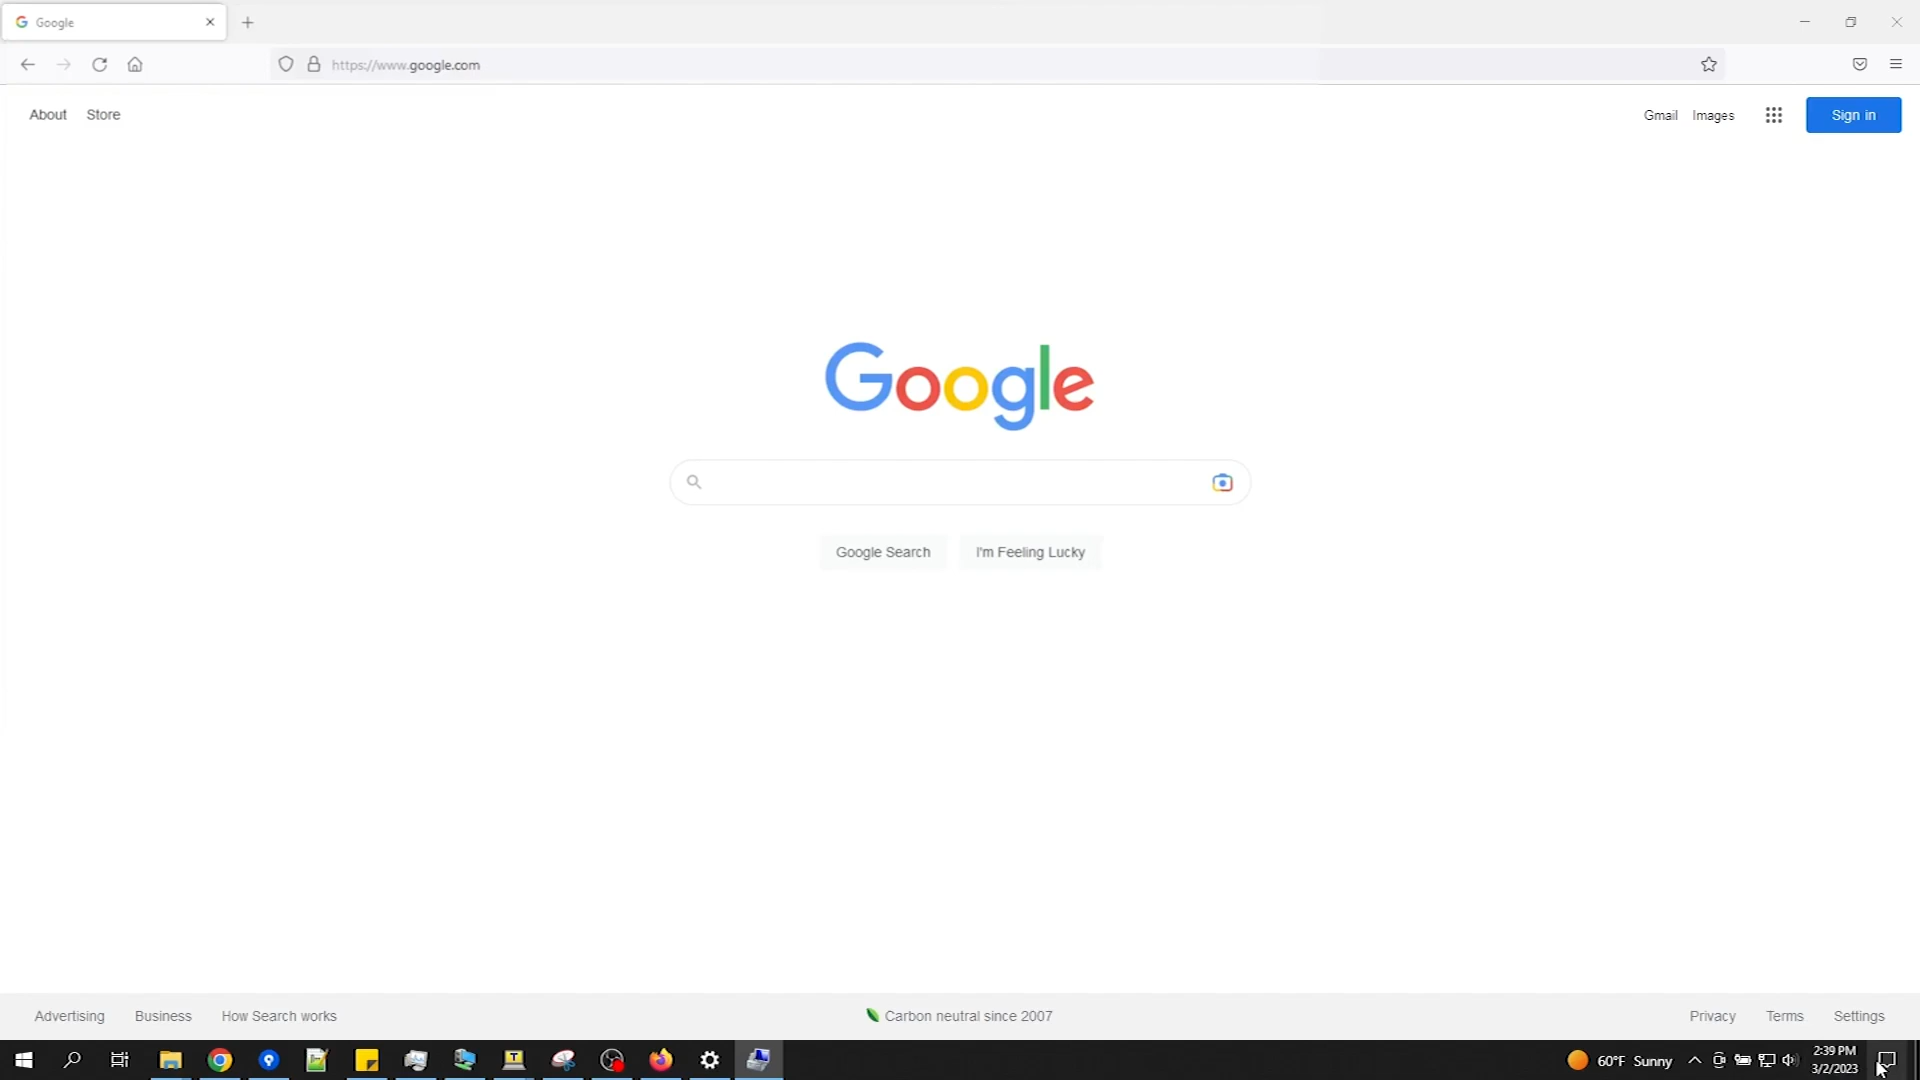 Google
https://www.google.com
About Store
Gmail Images Sign in
Google
Google Search I'm Feeling Lucky
Advertising Business How Search works
Carbon neutral since 2007
Privacy Terms Settings
T
60°F Sunny
2:39 PM
3/2/2023